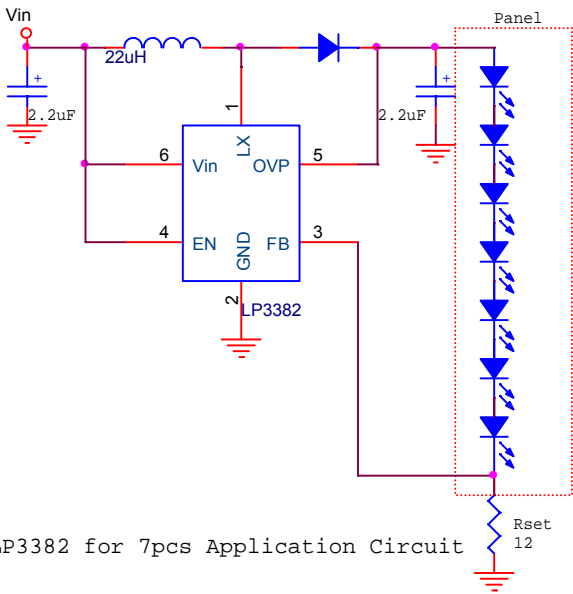 Vin
Panel
22uH
+
2.2uF
+
2.2uF
1
LX
6
Vin
OVP
5
4
EN
GND
FB
3
2
LP3382
Rset
12
LP3382 for 7pcs Application Circuit